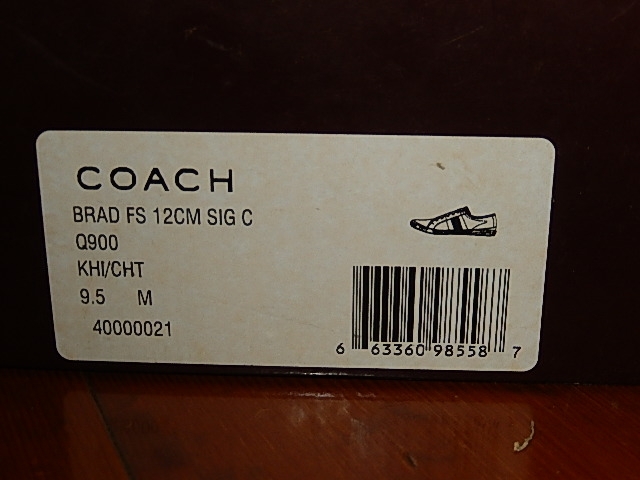 COACH
BRAD FS 12CM SIG C
Q900
KHI/CHT
9.5 M
40000021
6 63360 98558 7